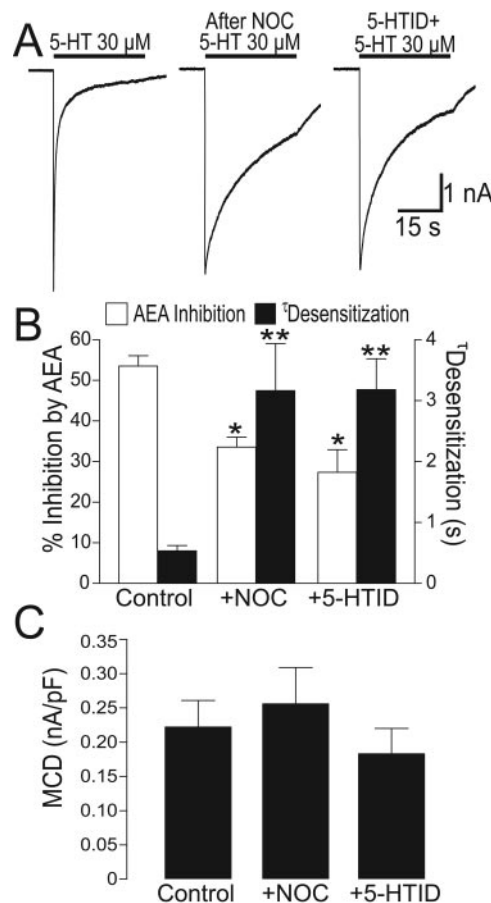 A
5-HT 30 μM
After NOC
5-HT 30 μM
5-HTID+
5-HT 30 μM
1 nA
15 s
B
AEA Inhibition
τDesensitization
% Inhibition by AEA
60
50
40
30
20
10
0
*
**
*
**
4
3
2
1
0
τDesensitization (s)
Control
+NOC
+5-HTID
C
MCD (nA/pF)
0.35
0.30
0.25
0.20
0.15
0.10
0.05
0
Control
+NOC
+5-HTID